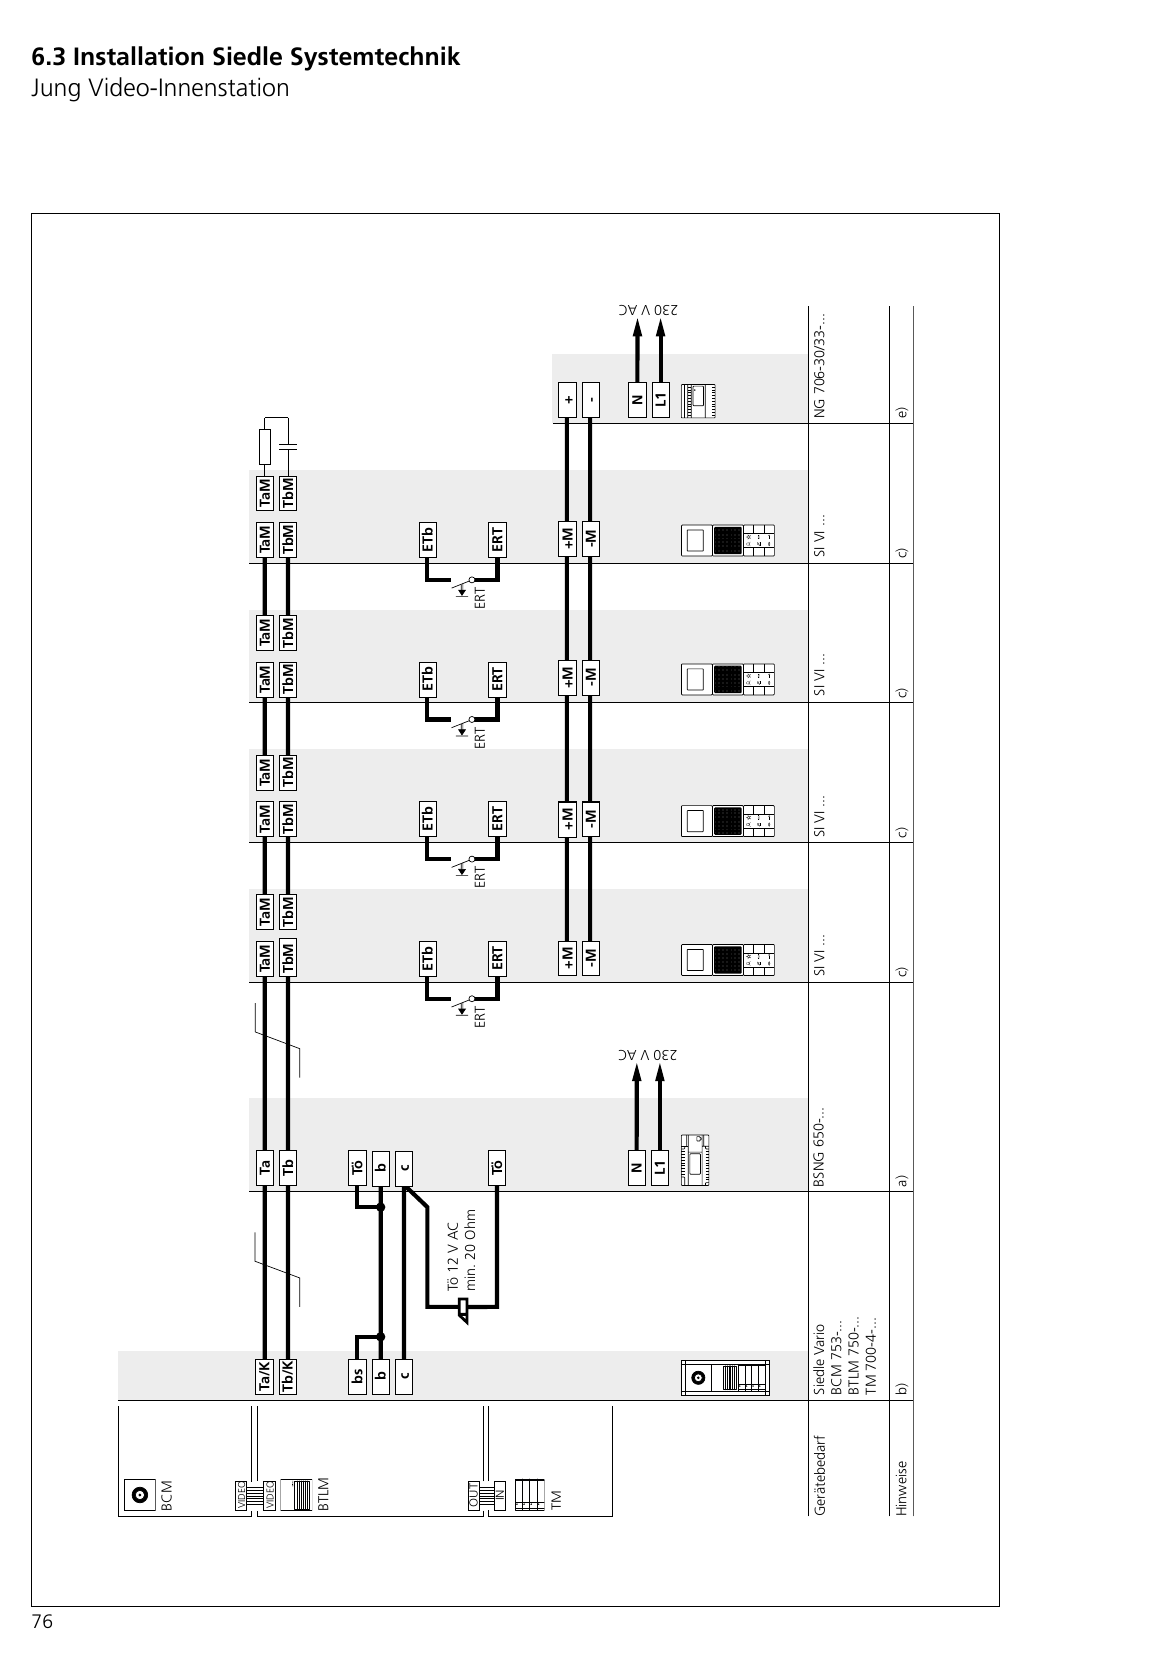 6.3 Installation Siedle Systemtechnik
Jung Video-Innenstation
230 V AC
N
L1
+
-
NG 706-30/33-...
e)
TaM
TbM
TaM
TbM
ETb
ERT
ERT
+M
-M
SI VI ...
c)
TaM
TbM
TaM
TbM
ETb
ERT
ERT
+M
-M
SI VI ...
c)
TaM
TbM
TaM
TbM
ETb
ERT
ERT
+M
-M
SI VI ...
c)
TaM
TbM
TaM
TbM
ETb
ERT
ERT
+M
-M
SI VI ...
c)
230 V AC
Ta
Tb
Tö
b
c
Tö
N
L1
BSNG 650-...
a)
Tö 12 V AC
min. 20 Ohm
Ta/K
Tb/K
bs
b
c
Siedle Vario
BCM 753-...
BTLM 750-...
TM 700-4-...
b)
BCM
VIDEO
VIDEO
BTLM
OUT
IN
TM
Gerätebedarf
Hinweise
76